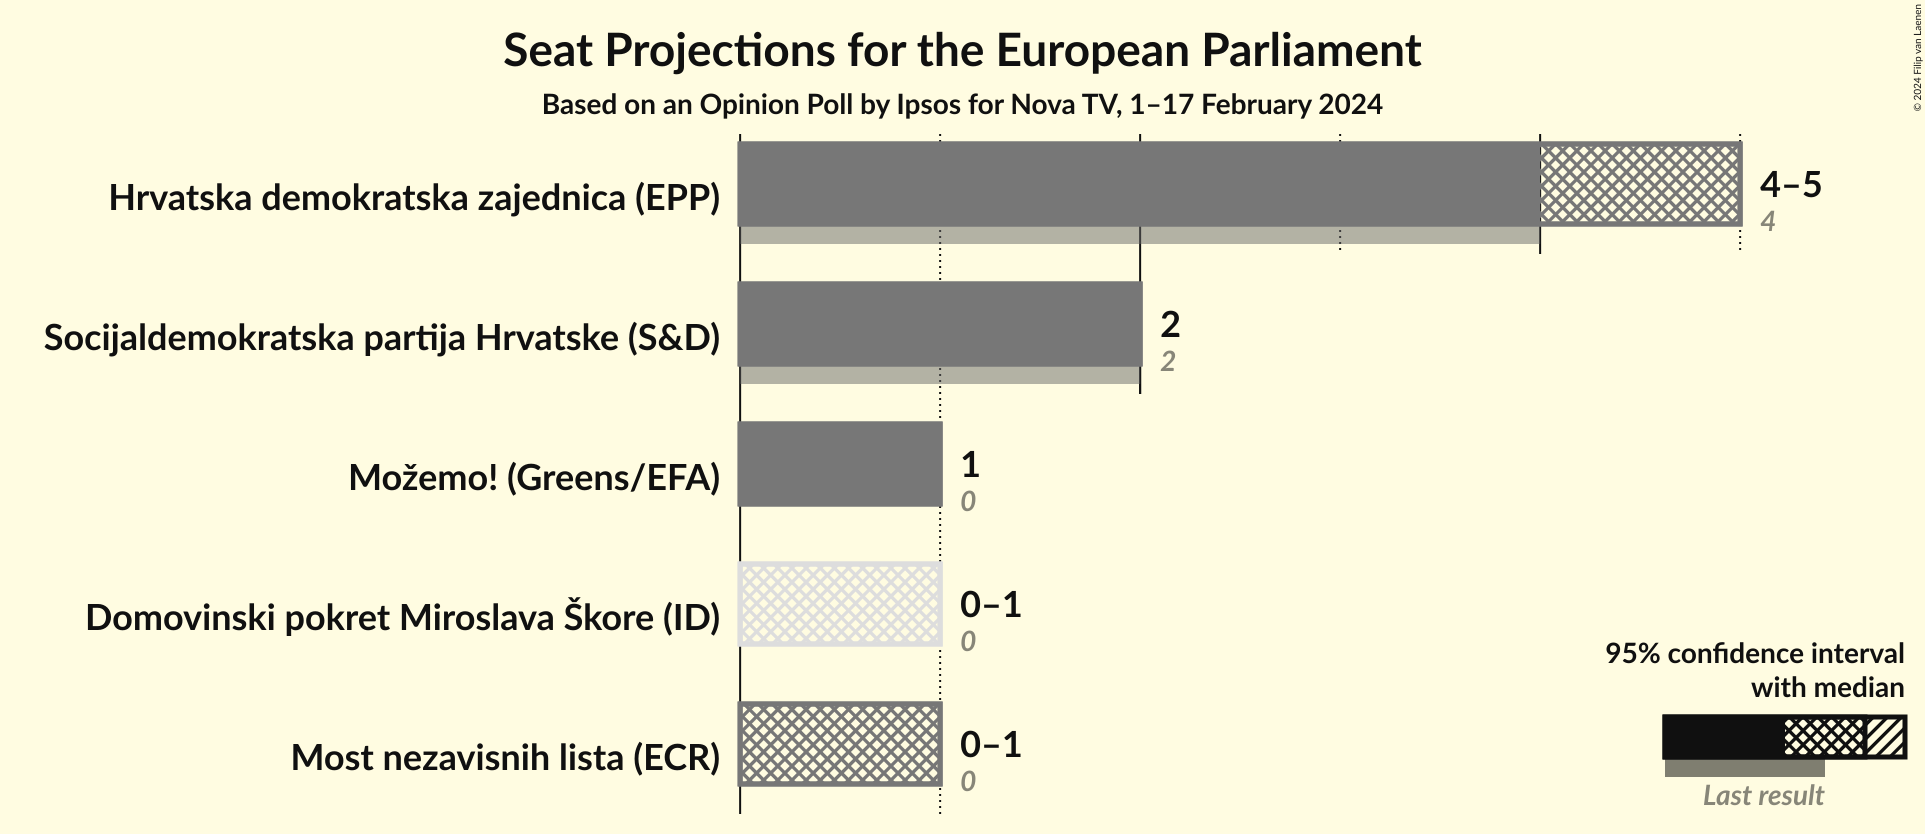 Seat Projections for the European Parliament
Based on an Opinion Poll by Ipsos for Nova TV, 1–17 February 2024
© 2024 Filip van Laenen
Hrvatska demokratska zajednica (EPP)
4–5
4
Socijaldemokratska partija Hrvatske (S&D)
2
2
Možemo! (Greens/EFA)
1
0
Domovinski pokret Miroslava Škore (ID)
0–1
0
Most nezavisnih lista (ECR)
0–1
0
95% confidence interval
with median
Last result